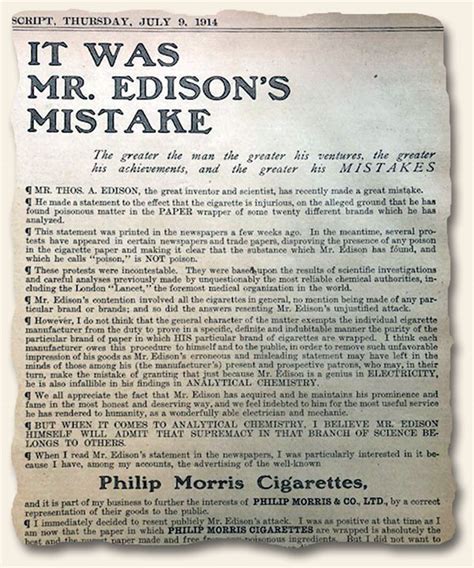 SCRIPT, THURSDAY, JULY 9, 1914
IT WAS
MR. EDISON'S
MISTAKE
The greater the man the greater his ventures, the greater
his achievements, and the greater his MISTAKES
¶ MR. THOS. A. EDISON, the great inventor and scientist, has recently made a great mistake.
¶ He made a statement to the effect that the cigarette is injurious, on the alleged ground that he has
found poisonous matter in the PAPER wrapper of some twenty different brands which he has
analyzed.
¶ This statement was printed in the newspapers a few weeks ago. In the meantime, several pro-
tests have appeared in certain newspapers and trade papers, disproving the presence of any poison
in the cigarette paper and making it clear that the substance which Mr. Edison has found, and
which he calls "poison," is NOT poison.
¶ These protests are incontestable. They were based upon the results of scientific investigations
and careful analyses previously made by unquestionably the most reliable chemical authorities, in-
cluding the London "Lancet," the foremost medical organization in the world.
¶ Mr. Edison's contention involved all the cigarettes in general, no mention being made of any par-
ticular brand or brands; and so did the answers resenting Mr. Edison's unjustified attack.
¶ However, I do not think that the general character of the matter exempts the individual cigarette
manufacturer from the duty to prove in a specific, definite and indubitable manner the purity of the
particular brand of paper in which HIS particular brand of cigarettes are wrapped. I think each
manufacturer owes this procedure to himself and to the public, in order to remove such unfavorable
impression of his goods as Mr. Edison's erroneous and misleading statement may have left in the
minds of those among his (the manufacturer's) present and prospective patrons, who may, in their
turn, make the mistake of granting that just because Mr. Edison is a genius in ELECTRICITY,
he is also infallible in his findings in ANALYTICAL CHEMISTRY.
¶ We all appreciate the fact that Mr. Edison has acquired and he maintains his prominence and
fame in the most honest and deserving way, and we feel indebted to him for the most useful service
he has rendered to humanity, as a wonderfully able electrician and mechanic.
¶ BUT WHEN IT COMES TO ANALYTICAL CHEMISTRY, I BELIEVE MR. EDISON
HIMSELF WILL ADMIT THAT SUPREMACY IN THAT BRANCH OF SCIENCE BE-
LONGS TO OTHERS.
¶ When I read Mr. Edison's statement in the newspapers, I was particularly interested in it be-
cause I have, among my accounts, the advertising of the well-known
Philip Morris Cigarettes,
and it is part of my business to further the interests of PHILIP MORRIS & CO., LTD., by a correct
representation of their goods to the public.
¶ I immediately decided to resent publicly Mr. Edison's attack. I was as positive at that time as I
am now that the paper in which PHILIP MORRIS CIGARETTES are wrapped is absolutely the
best and the purest paper made and free from poisonous ingredients. But I did not want to